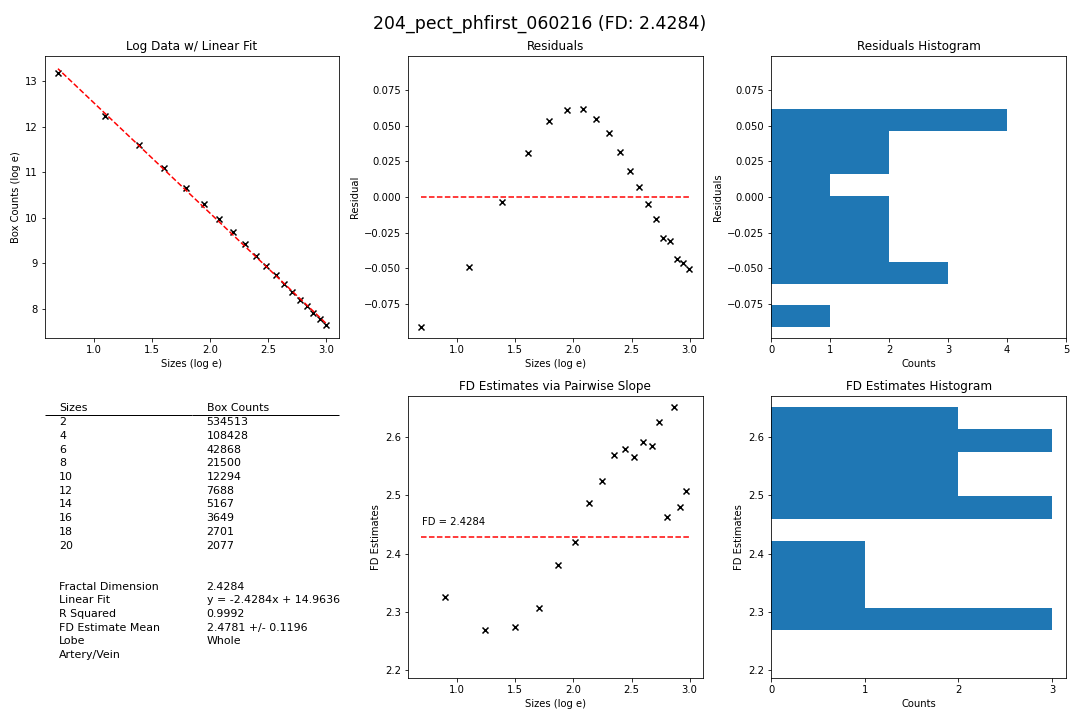 204_pect_phfirst_060216 (FD: 2.4284)
Log Data w/ Linear Fit
13
12
11
10
9
8
1.0 1.5 2.0 2.5 3.0
Box Counts (log e)
Sizes (log e)
Residuals
0.075
0.050
0.025
0.000
−0.025
−0.050
−0.075
1.0 1.5 2.0 2.5 3.0
Residual
Sizes (log e)
Residuals Histogram
0.075
0.050
0.025
0.000
−0.025
−0.050
−0.075
0 1 2 3 4 5
Residuals
Counts
Sizes Box Counts
2 534513
4 108428
6 42868
8 21500
10 12294
12 7688
14 5167
16 3649
18 2701
20 2077
Fractal Dimension 2.4284
Linear Fit y = -2.4284x + 14.9636
R Squared 0.9992
FD Estimate Mean 2.4781 +/- 0.1196
Lobe Whole
Artery/Vein
FD Estimates via Pairwise Slope
2.6
2.5
2.4
2.3
2.2
FD = 2.4284
1.0 1.5 2.0 2.5 3.0
FD Estimates
Sizes (log e)
FD Estimates Histogram
2.6
2.5
2.4
2.3
2.2
0 1 2 3
FD Estimates
Counts